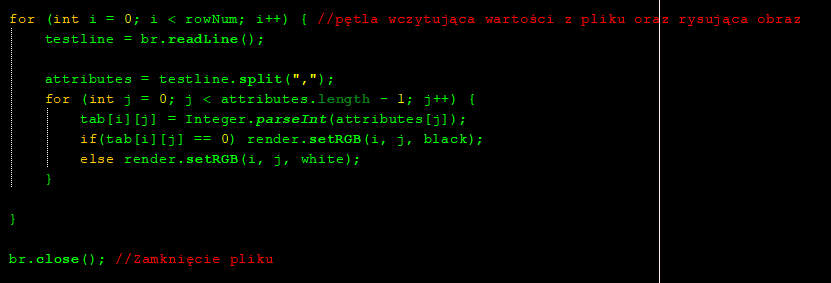 for (int i = 0; i < rowNum; i++) { //pętla wczytująca wartości z pliku oraz rysująca obraz
testline = br.readLine();
attributes = testline.split(",");
for (int j = 0; j < attributes.length - 1; j++) {
tab[i][j] = Integer.parseInt(attributes[j]);
if(tab[i][j] == 0) render.setRGB(i, j, black);
else render.setRGB(i, j, white);
}
}
br.close(); //Zamknięcie pliku